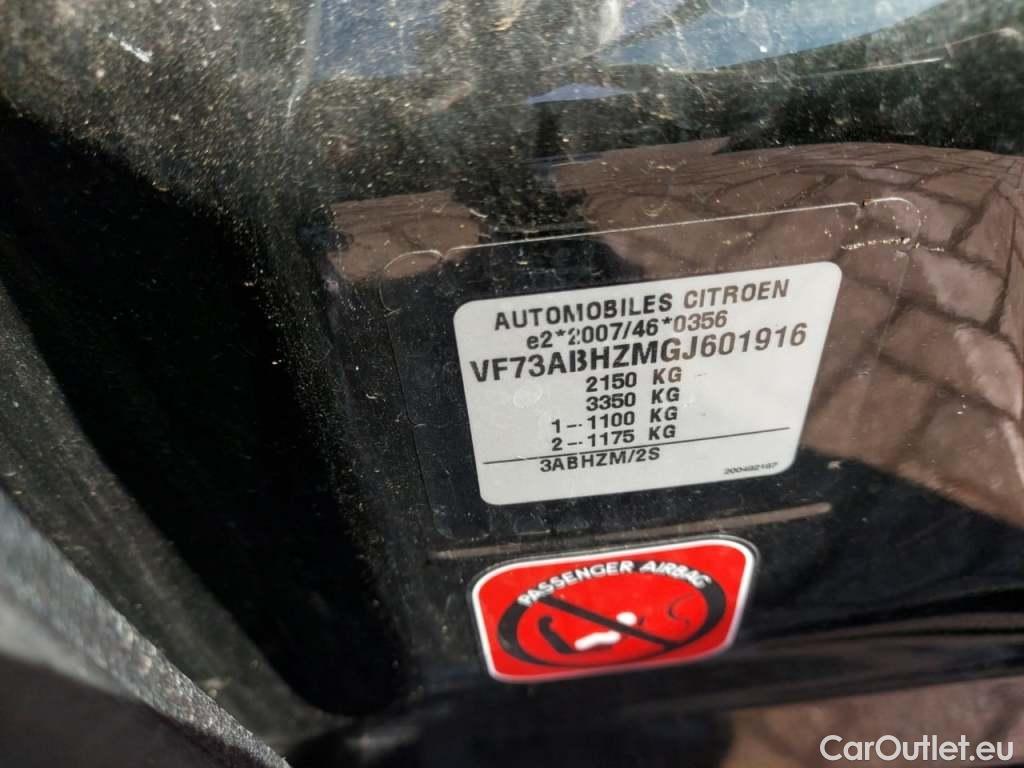 AUTOMOBILES CITROEN
e2*2007/46*0356
VF73ABHZMGJ601916
2150 KG
3350 KG
1--1100 KG
2--1175 KG
3ABHZM/2S
200492187
PASSENGER AIRBAG
CarOutlet.eu